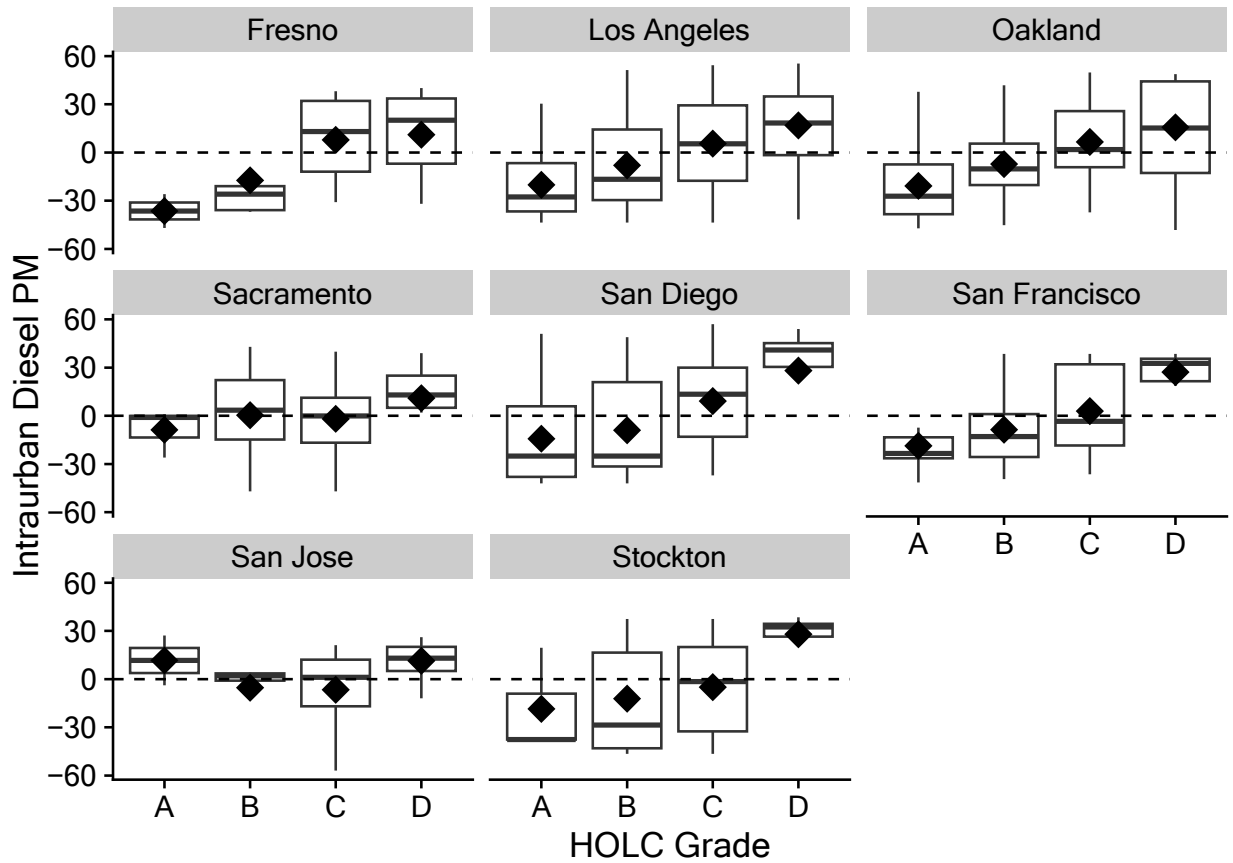 Fresno
Los Angeles
Oakland
60
30
0
−30
−60
Sacramento
San Diego
San Francisco
60
30
0
−30
−60
A B C D
San Jose
Stockton
60
30
0
−30
−60
A B C D
A B C D
HOLC Grade
Intraurban Diesel PM